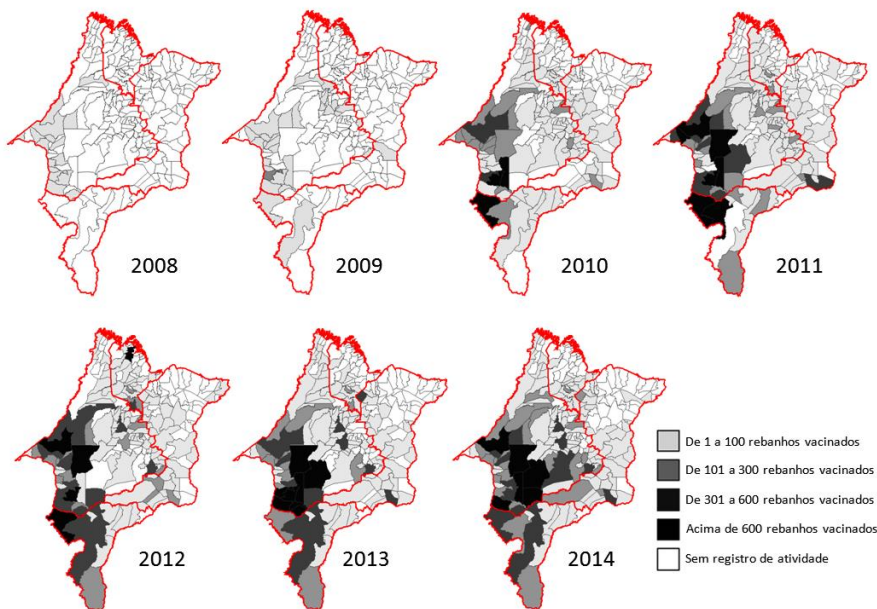 2008
2009
2010
2011
2012
2013
2014
De 1 a 100 rebanhos vacinados
De 101 a 300 rebanhos vacinados
De 301 a 600 rebanhos vacinados
Acima de 600 rebanhos vacinados
Sem registro de atividade